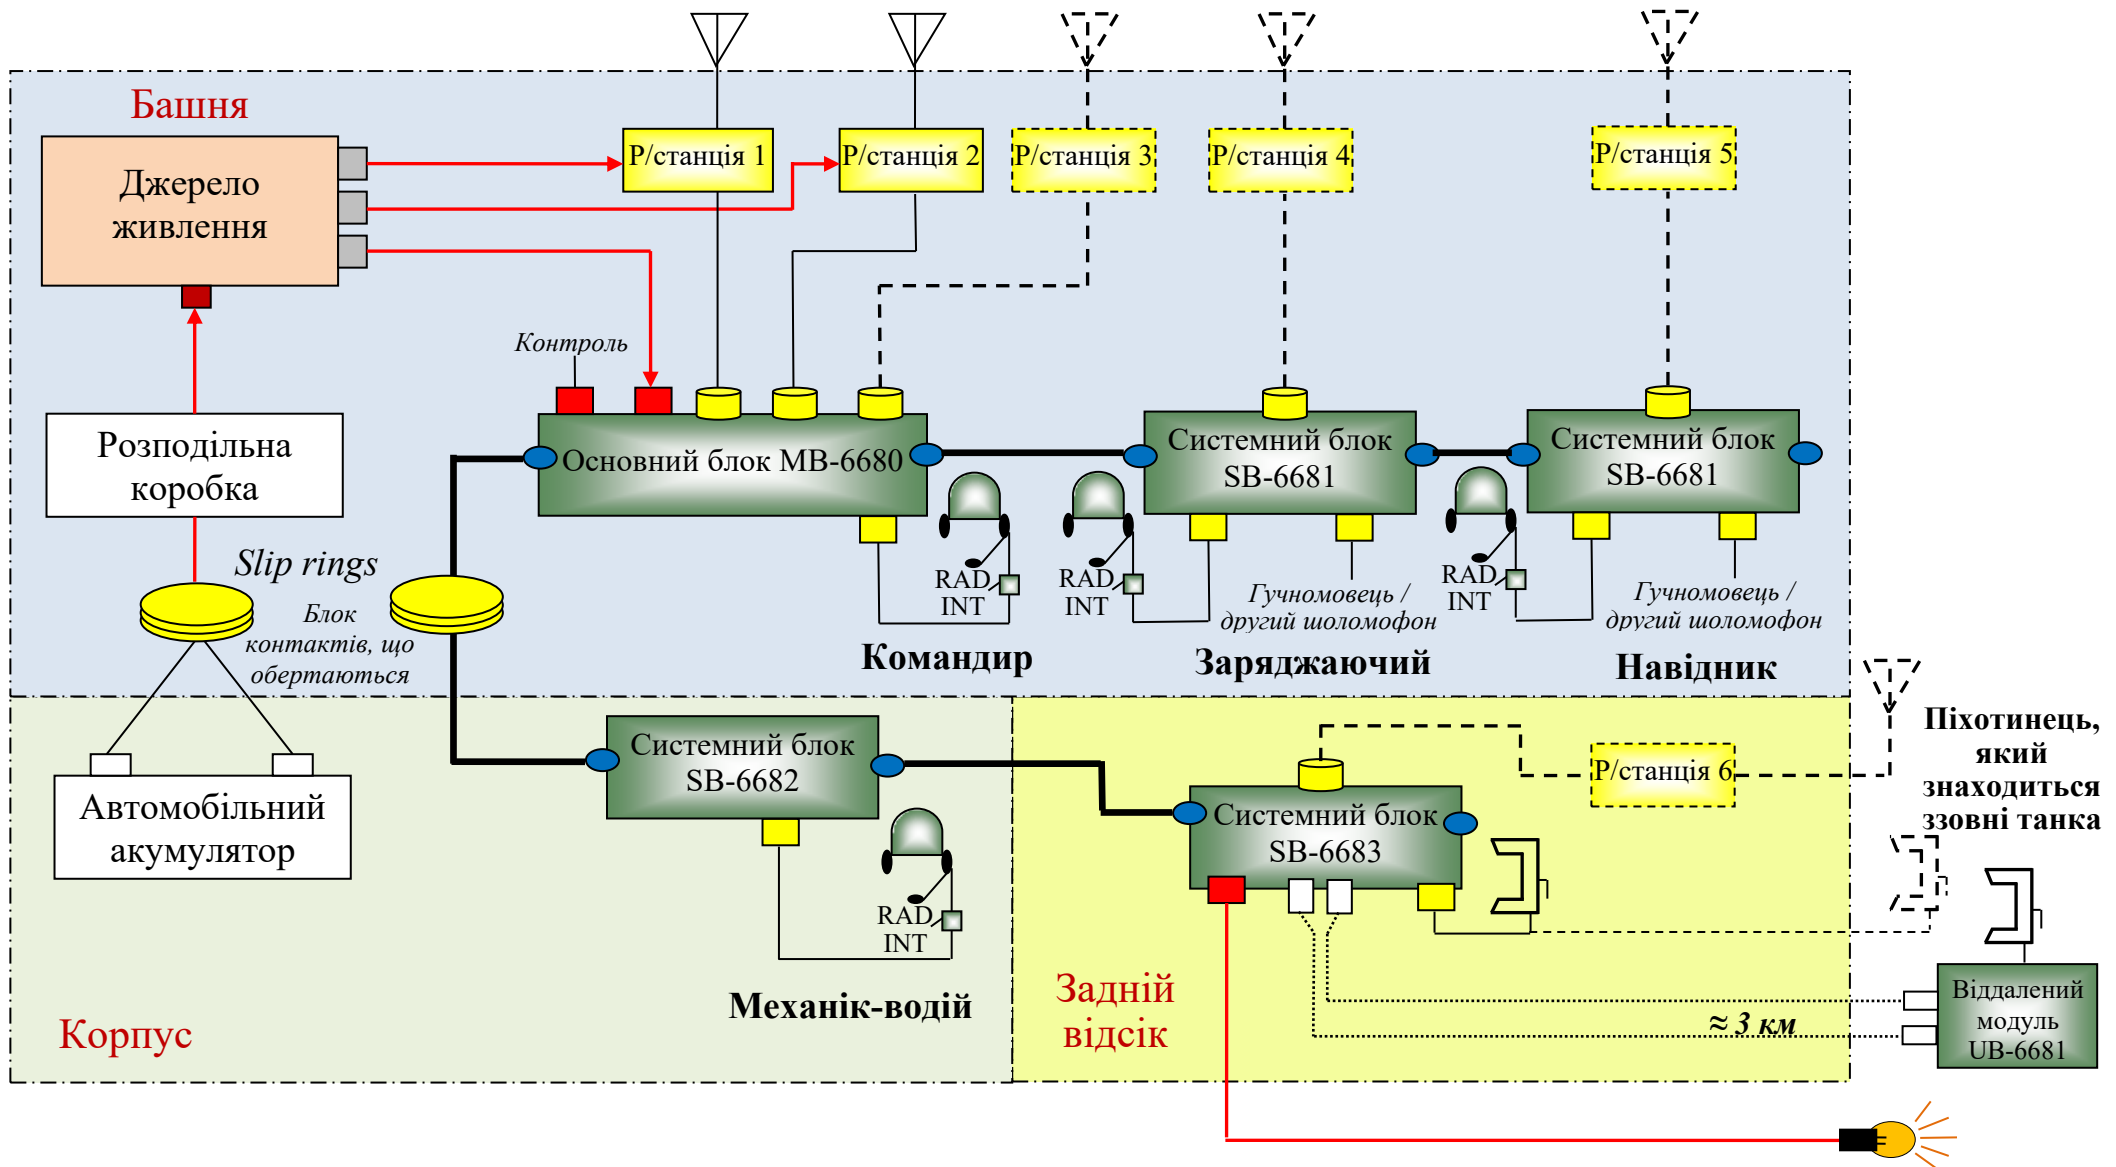 Башня
Джерело
живлення
Р/станція 1
Р/станція 2
Р/станція 3
Р/станція 4
Р/станція 5
Контроль
Розподільна
коробка
Основний блок МВ-6680
Системний блок
SB-6681
Системний блок
SB-6681
Slip rings
Блок
контактів, що
обертаються
RAD
INT
RAD
INT
RAD
INT
Гучномовець /
другий шоломофон
Гучномовець /
другий шоломофон
Командир
Заряджаючий
Навідник
Автомобільний
акумулятор
Системний блок
SB-6682
RAD
INT
Механік-водій
Корпус
Р/станція 6
Системний блок
SB-6683
Задній
відсік
≈ 3 км
Піхотинець,
який
знаходиться
ззовні танка
Віддалений
модуль
UB-6681